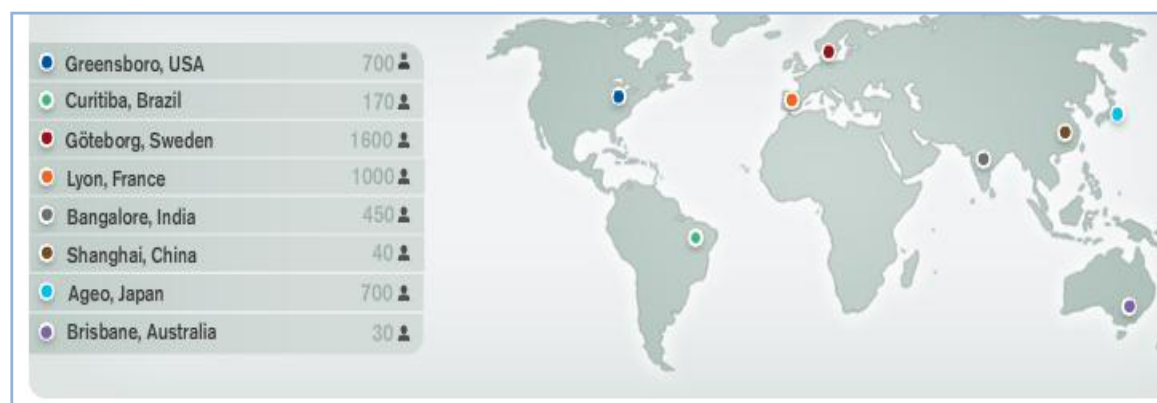 Greensboro, USA 700
Curitiba, Brazil 170
Göteborg, Sweden 1600
Lyon, France 1000
Bangalore, India 450
Shanghai, China 40
Ageo, Japan 700
Brisbane, Australia 30